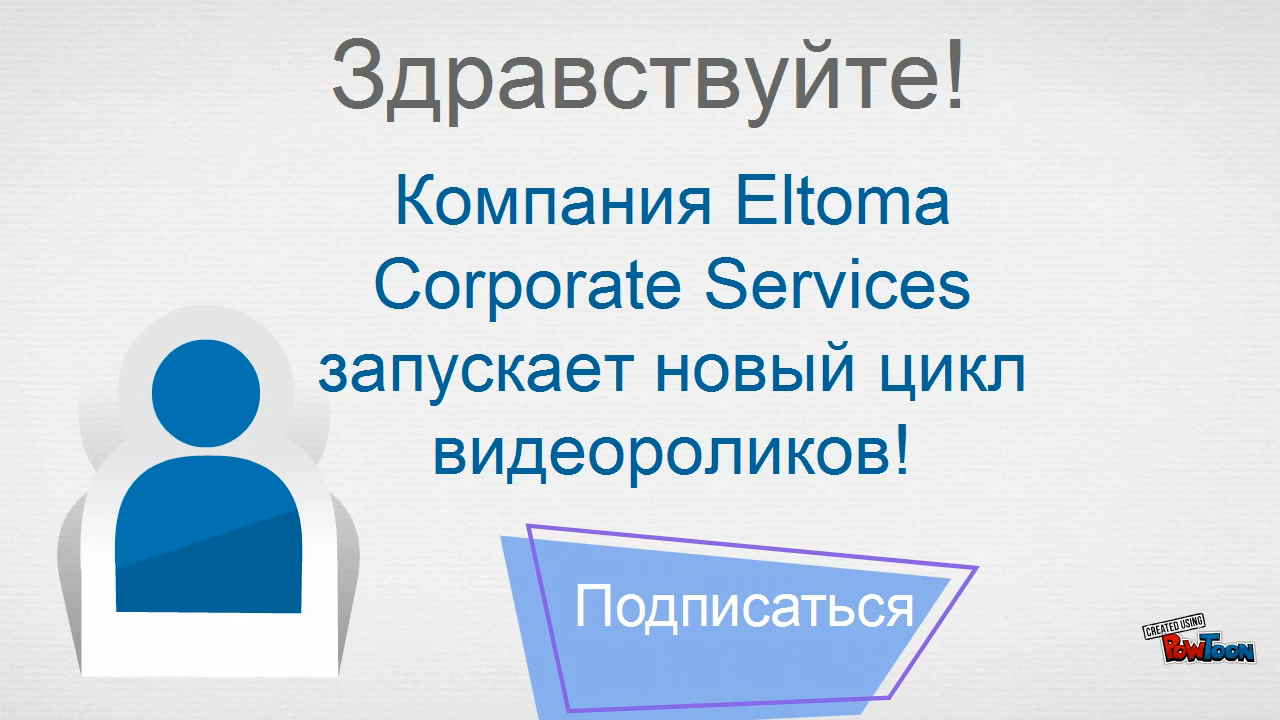 Здравствуйте!
Компания Eltoma
Corporate Services
запускает новый цикл
видеороликов!
Подписаться
CREATED USING
POWTOON